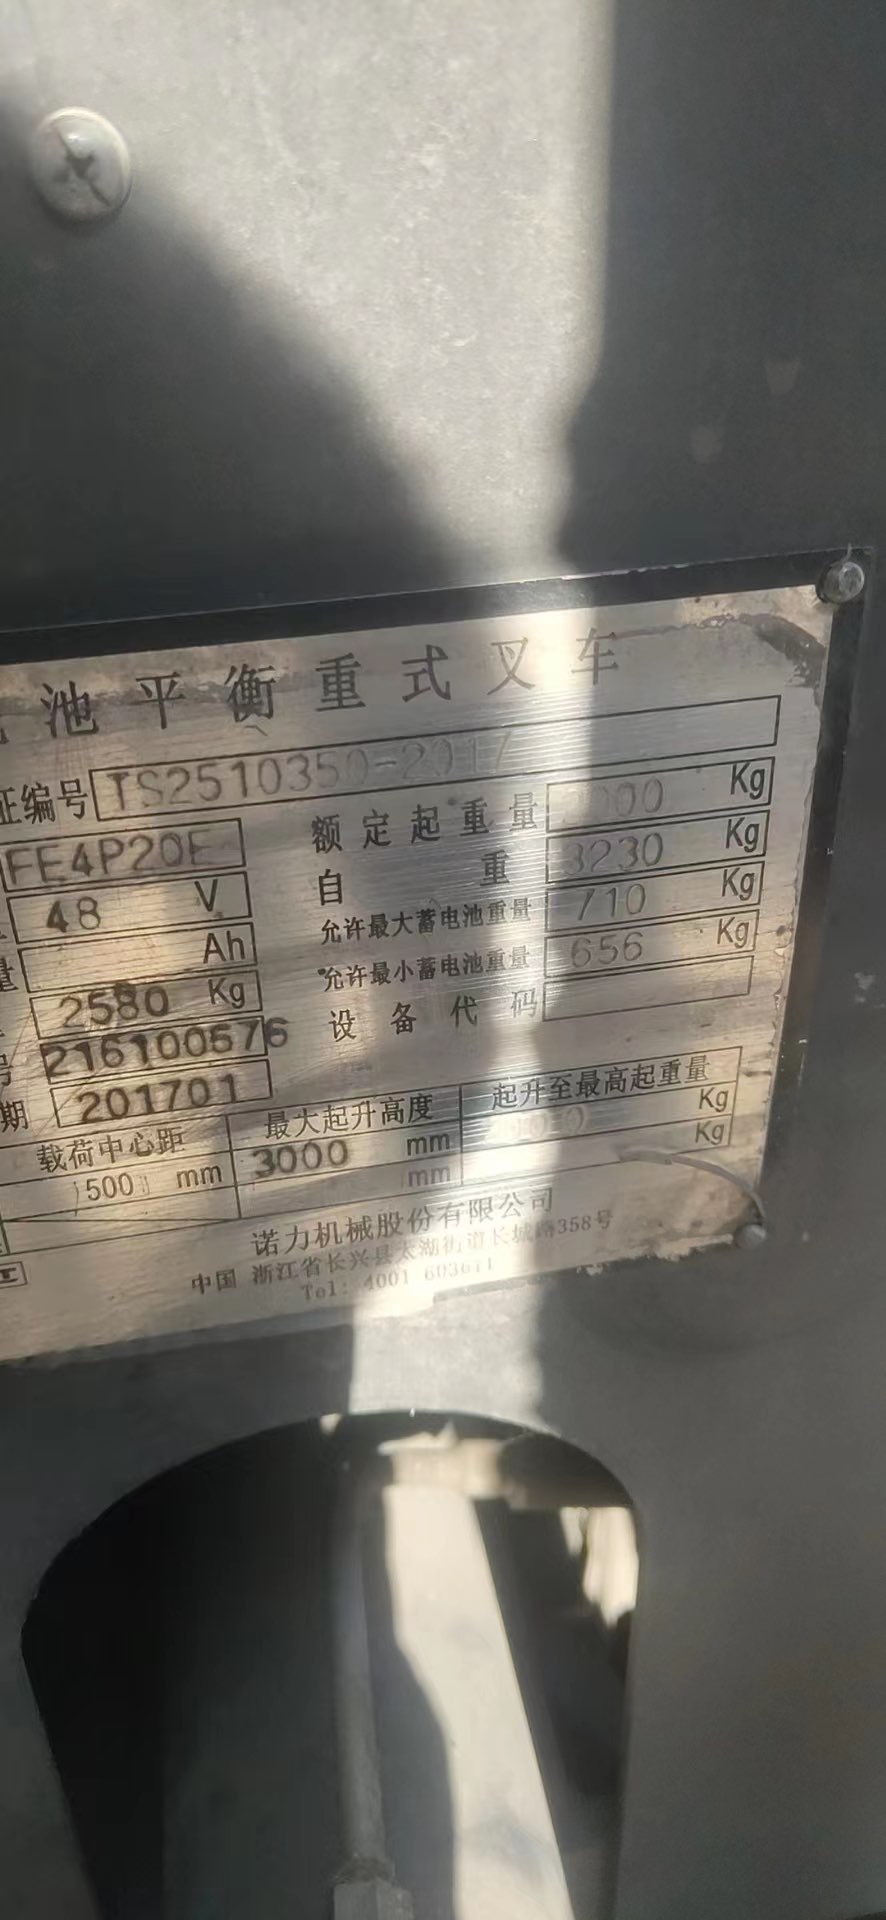 池平衡重式叉车
证编号 TS2510350-2017
FE4P20E 额定起重量 000 Kg
48 V 自重 3230 Kg
Ah 允许最大蓄电池重量 710 Kg
2580 Kg 允许最小蓄电池重量 656 Kg
号 216100576 设备代码
期 201701
载荷中心距 最大起升高度 起升至最高起重量
500 mm 3000 mm Kg
mm Kg
诺力机械股份有限公司
中国 浙江省长兴县太湖街道长城路358号
Tel: 4001 603611